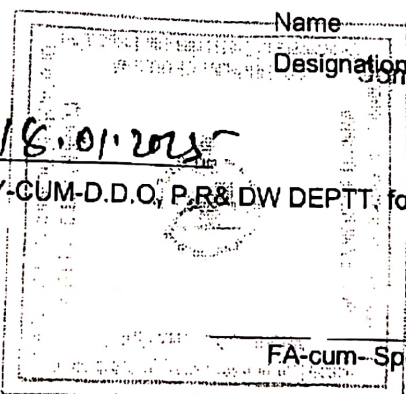 Name
Designation
18.01.2025
-CUM-D.D.O, P.R& DW DEPTT. fo
FA-cum- Sp